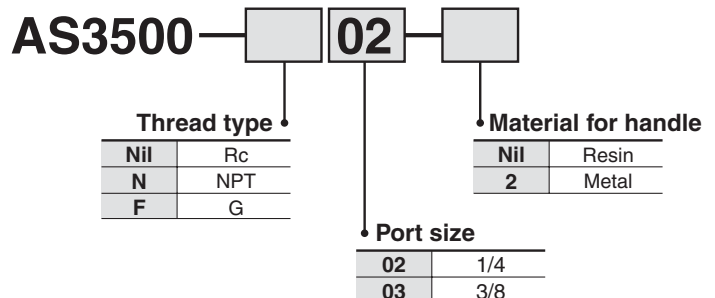 AS3500— 02 —
Thread type
Nil Rc
N NPT
F G
Material for handle
Nil Resin
2 Metal
Port size
02 1/4
03 3/8